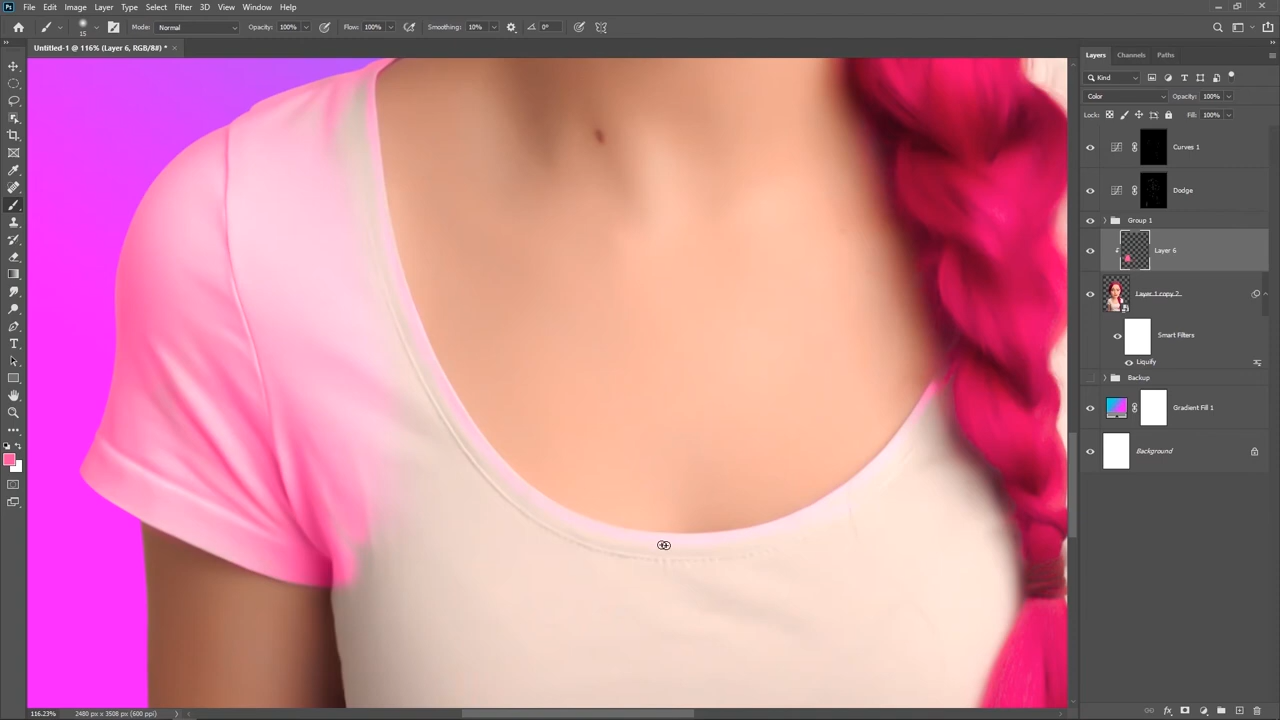 Ps File Edit Image Layer Type Select Filter 3D View Window Help
15 Mode: Normal Opacity: 100% Flow: 100% Smoothing: 10% 0°
Untitled-1 @ 116% (Layer 6, RGB/8#) * ×
Layers Channels Paths
Kind
Color Opacity: 100%
Lock: Fill: 100%
Curves 1
Dodge
Group 1
Layer 6
Layer 1 copy 2
Smart Filters
Liquify
Backup
Gradient Fill 1
Background
116.23% 2480 px x 3508 px (600 ppi)